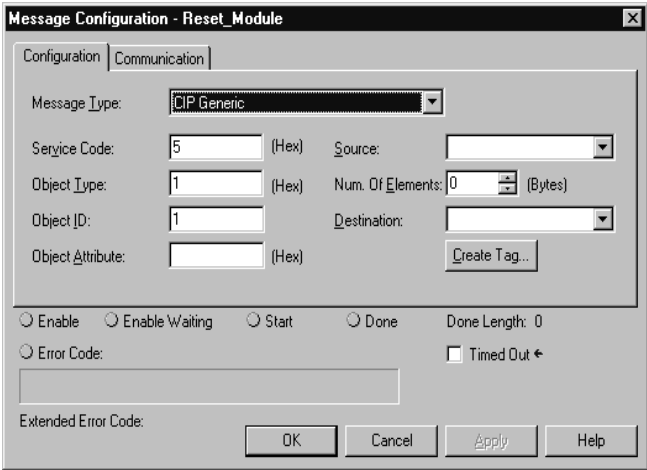 Message Configuration - Reset_Module
Configuration Communication
Message Type: CIP Generic
Service Code: 5 (Hex) Source:
Object Type: 1 (Hex) Num. Of Elements: 0 (Bytes)
Object ID: 1 Destination:
Object Attribute: (Hex) Create Tag...
Enable Enable Waiting Start Done Done Length: 0
Error Code: Timed Out ←
Extended Error Code:
OK Cancel Apply Help